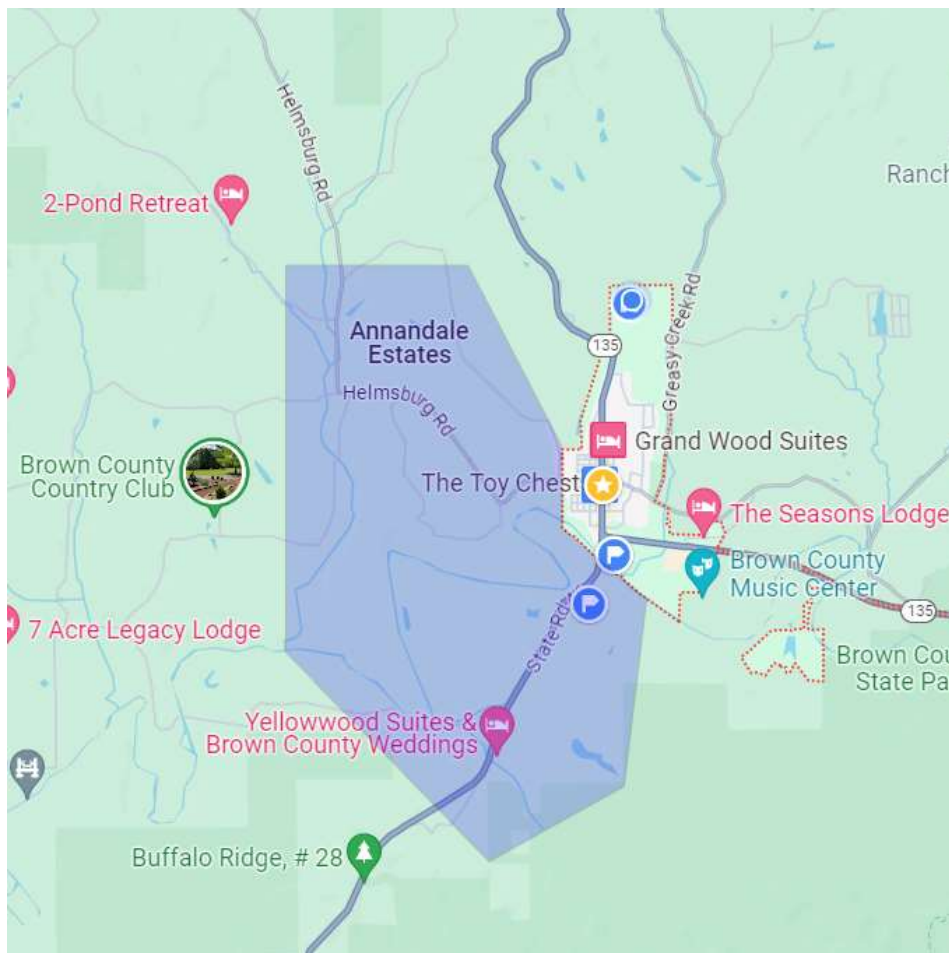 Helmsburg Rd
Ranch
2-Pond Retreat
Annandale
Estates
135
Greasy Creek Rd
Helmsburg Rd
Grand Wood Suites
Brown County
Country Club
The Toy Chest
The Seasons Lodge
Brown County
Music Center
135
7 Acre Legacy Lodge
State Rd
Brown Cou
State Pa
Yellowwood Suites &
Brown County Weddings
Buffalo Ridge, # 28